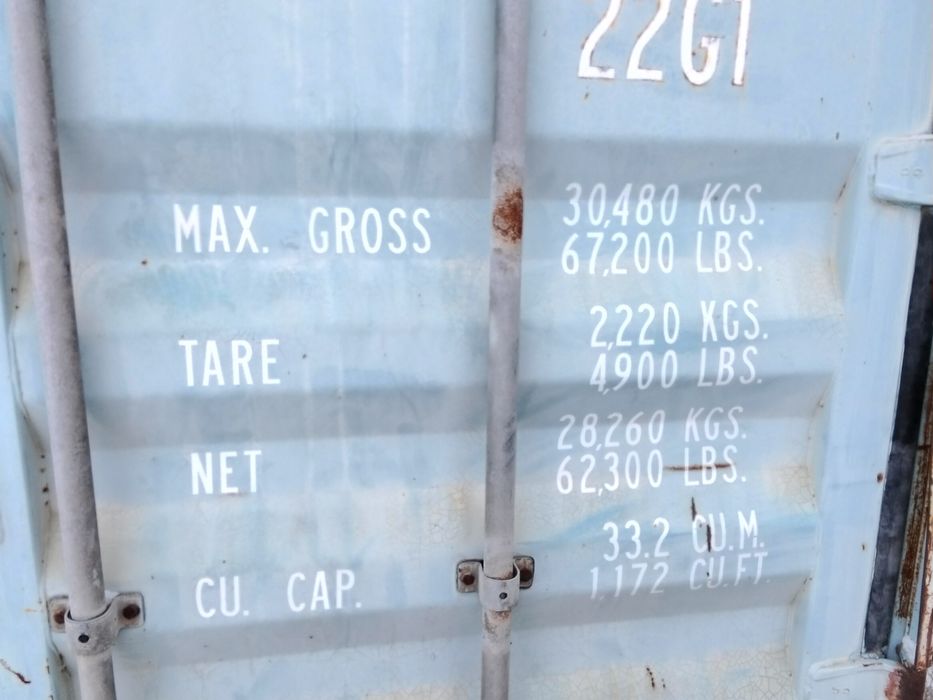 22G1
MAX. GROSS 30,480 KGS.
67,200 LBS.
TARE 2,220 KGS.
4,900 LBS.
NET 28,260 KGS.
62,300 LBS.
CU. CAP. 33.2 CU.M.
1,172 CU.FT.